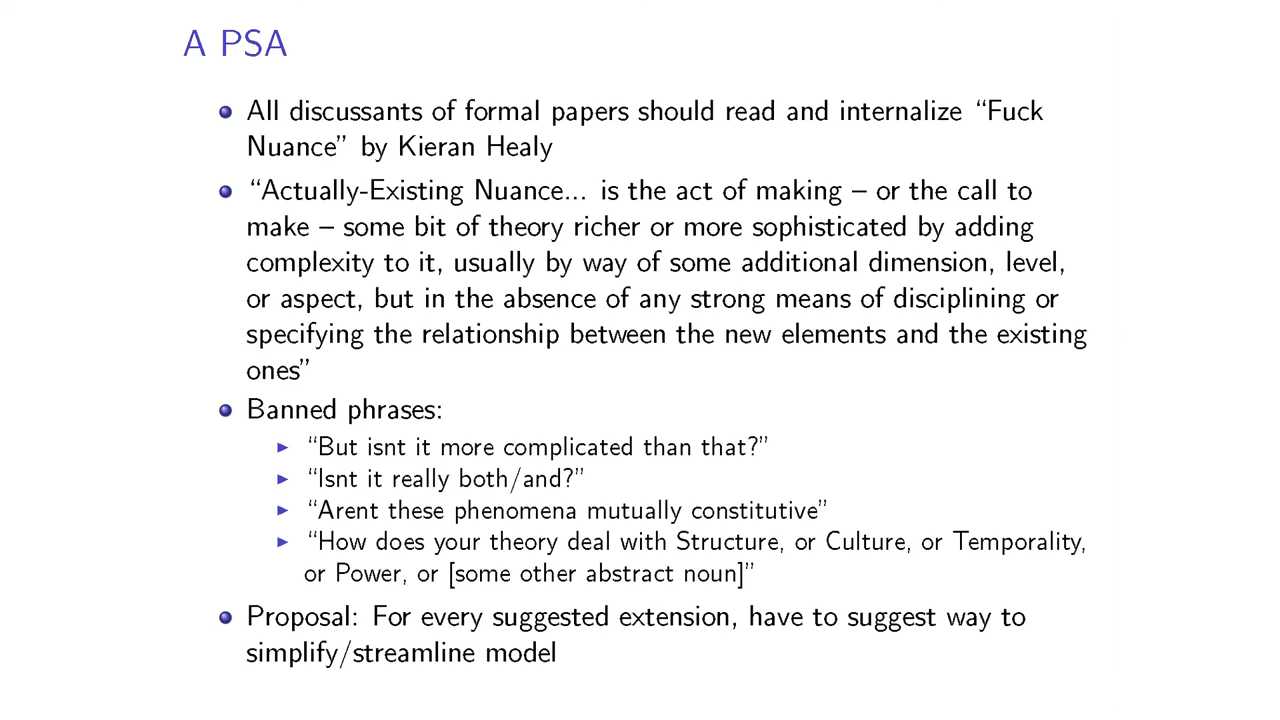 A PSA
All discussants of formal papers should read and internalize “Fuck
Nuance” by Kieran Healy
“Actually-Existing Nuance... is the act of making – or the call to
make – some bit of theory richer or more sophisticated by adding
complexity to it, usually by way of some additional dimension, level,
or aspect, but in the absence of any strong means of disciplining or
specifying the relationship between the new elements and the existing
ones”
Banned phrases:
“But isnt it more complicated than that?”
“Isnt it really both/and?”
“Arent these phenomena mutually constitutive”
“How does your theory deal with Structure, or Culture, or Temporality,
or Power, or [some other abstract noun]”
Proposal: For every suggested extension, have to suggest way to
simplify/streamline model